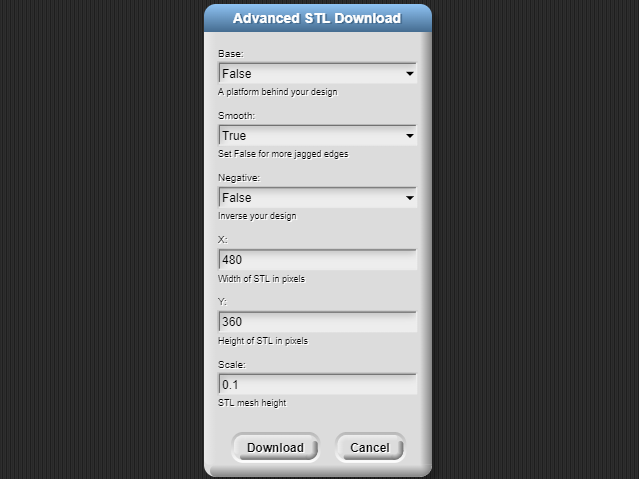 Advanced STL Download
Base:
False
A platform behind your design
Smooth:
True
Set False for more jagged edges
Negative:
False
Inverse your design
X:
480
Width of STL in pixels
Y:
360
Height of STL in pixels
Scale:
0.1
STL mesh height
Download Cancel